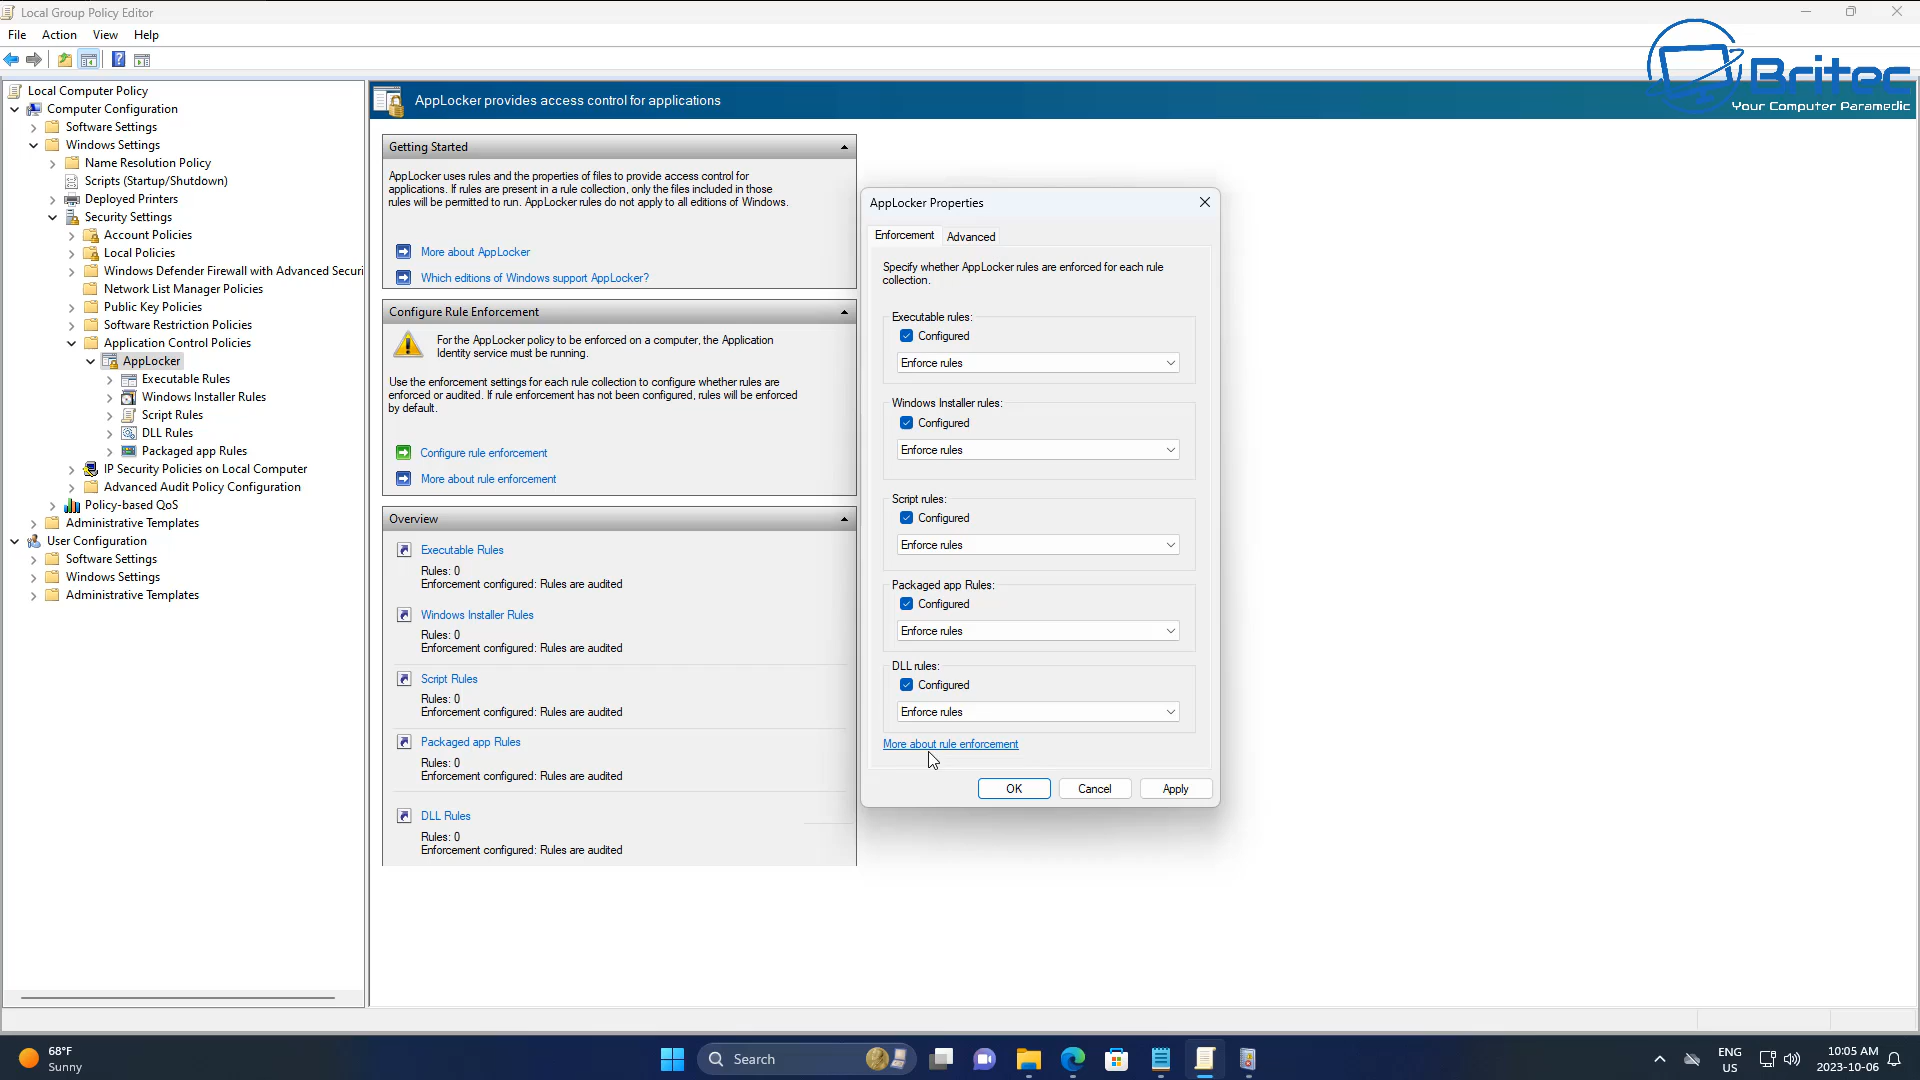 Local Group Policy Editor
File Action View Help
Britec
Your Computer Paramedic
Local Computer Policy
Computer Configuration
Software Settings
Windows Settings
Name Resolution Policy
Scripts (Startup/Shutdown)
Deployed Printers
Security Settings
Account Policies
Local Policies
Windows Defender Firewall with Advanced Securi
Network List Manager Policies
Public Key Policies
Software Restriction Policies
Application Control Policies
AppLocker
Executable Rules
Windows Installer Rules
Script Rules
DLL Rules
Packaged app Rules
IP Security Policies on Local Computer
Advanced Audit Policy Configuration
Policy-based QoS
Administrative Templates
User Configuration
Software Settings
Windows Settings
Administrative Templates
AppLocker provides access control for applications
Getting Started
AppLocker uses rules and the properties of files to provide access control for
applications. If rules are present in a rule collection, only the files included in those
rules will be permitted to run. AppLocker rules do not apply to all editions of Windows.
More about AppLocker
Which editions of Windows support AppLocker?
Configure Rule Enforcement
For the AppLocker policy to be enforced on a computer, the Application
Identity service must be running.
Use the enforcement settings for each rule collection to configure whether rules are
enforced or audited. If rule enforcement has not been configured, rules will be enforced
by default.
Configure rule enforcement
More about rule enforcement
Overview
Executable Rules
Rules: 0
Enforcement configured: Rules are audited
Windows Installer Rules
Rules: 0
Enforcement configured: Rules are audited
Script Rules
Rules: 0
Enforcement configured: Rules are audited
Packaged app Rules
Rules: 0
Enforcement configured: Rules are audited
DLL Rules
Rules: 0
Enforcement configured: Rules are audited
AppLocker Properties
Enforcement Advanced
Specify whether AppLocker rules are enforced for each rule
collection.
Executable rules:
Configured
Enforce rules
Windows Installer rules:
Configured
Enforce rules
Script rules:
Configured
Enforce rules
Packaged app Rules:
Configured
Enforce rules
DLL rules:
Configured
Enforce rules
More about rule enforcement
OK Cancel Apply
68°F
Sunny
Search
ENG
US
10:05 AM
2023-10-06